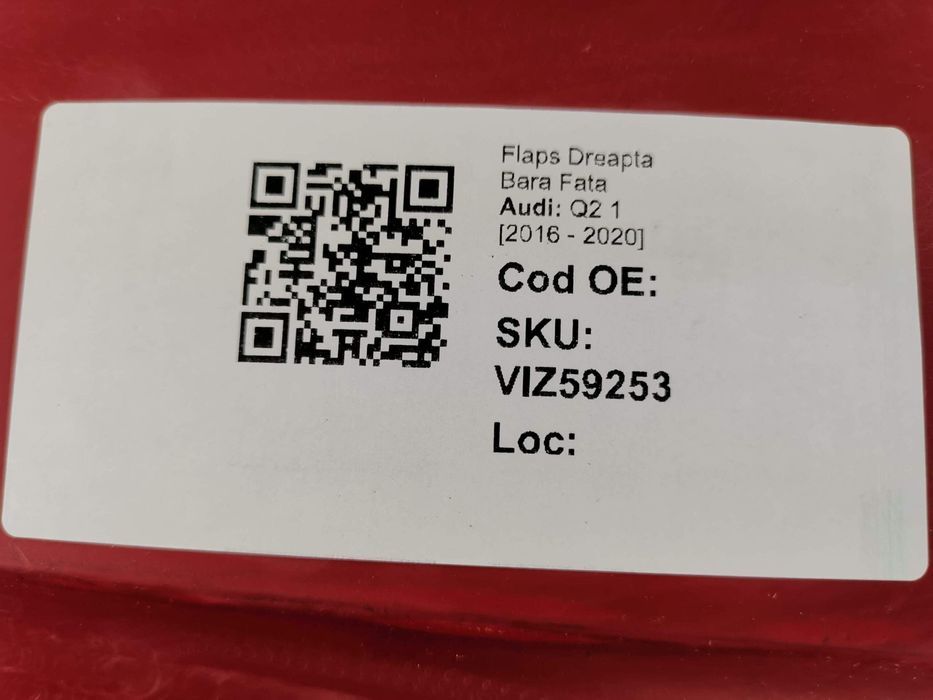 Flaps Dreapta
Bara Fata
Audi: Q2 1
[2016 - 2020]
Cod OE:
SKU:
VIZ59253
Loc: